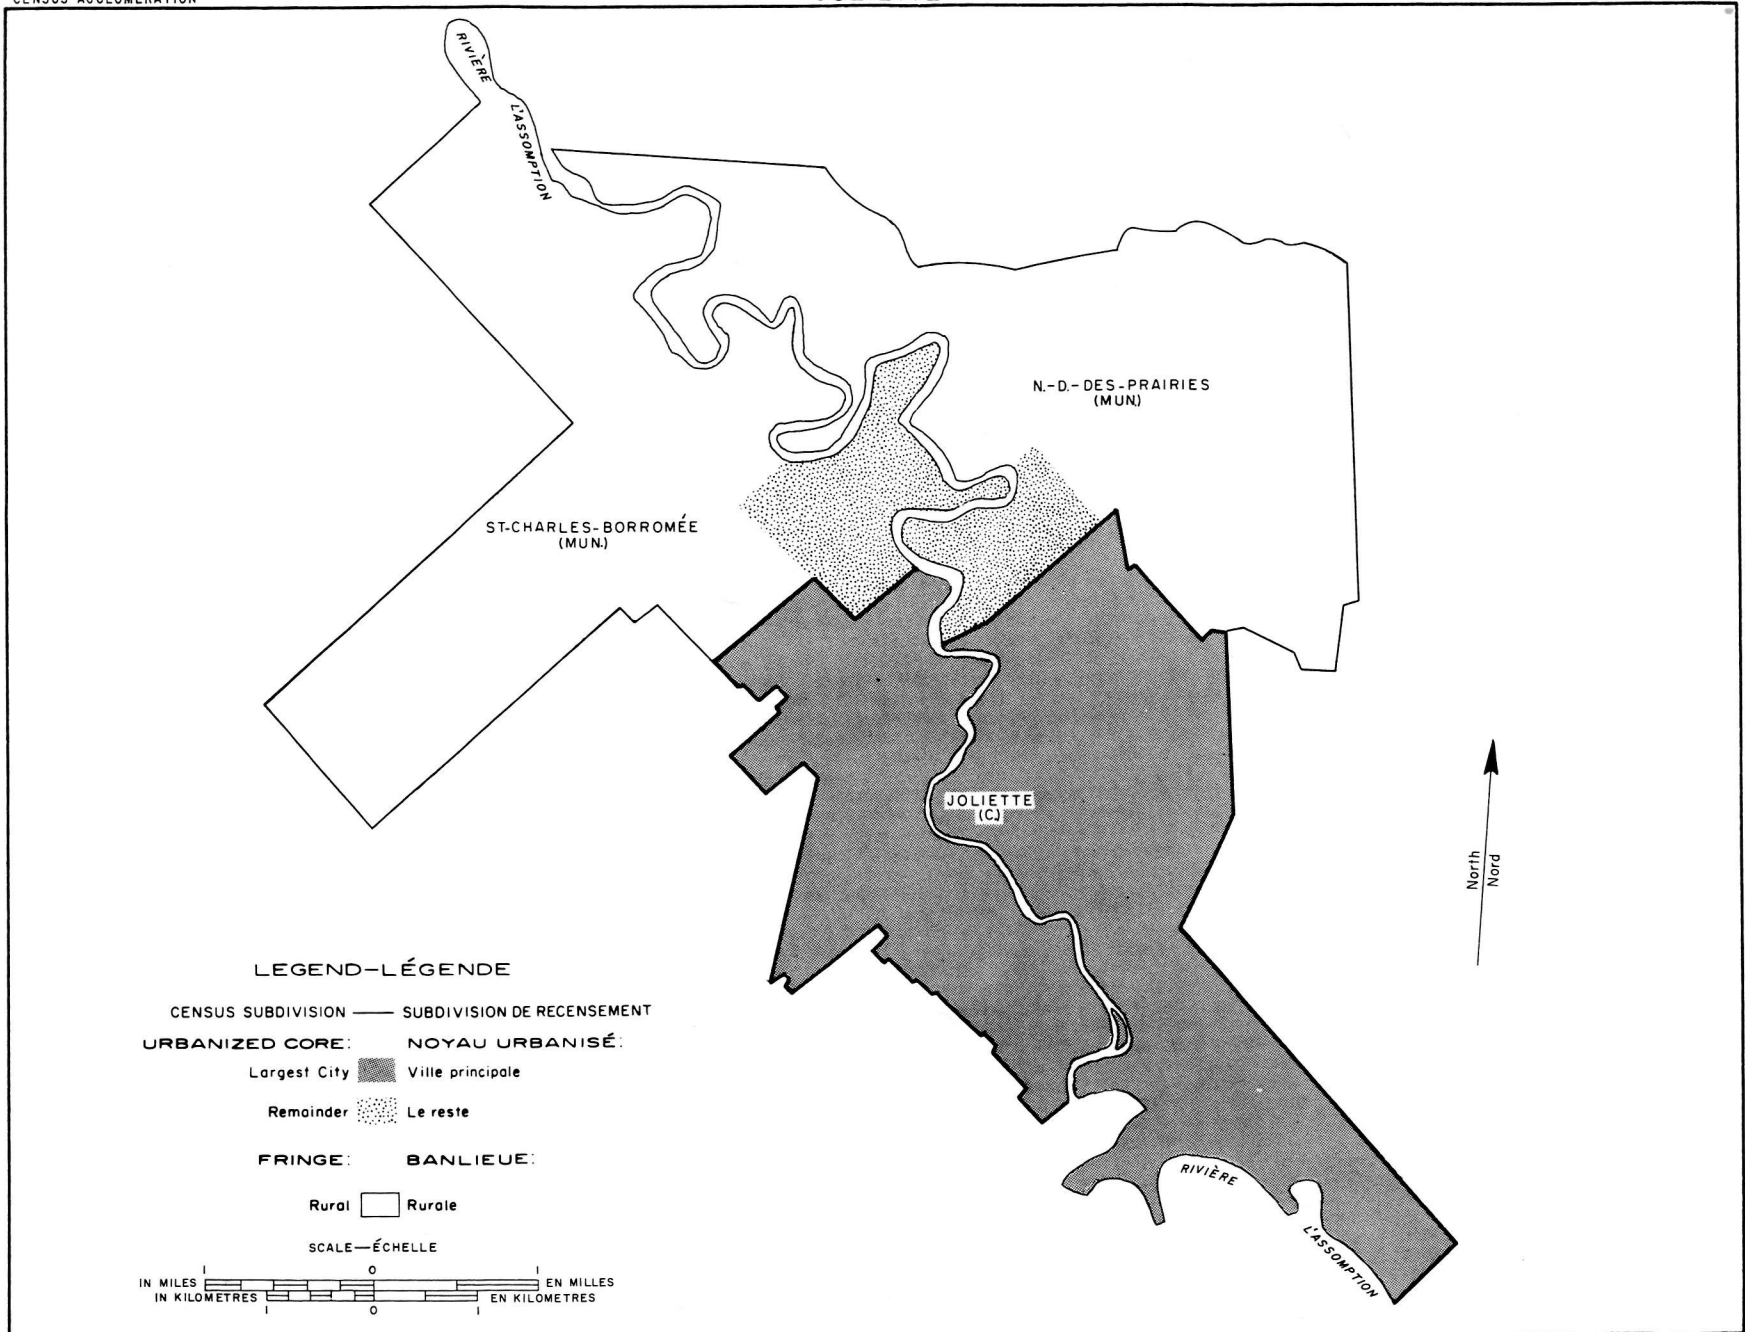 CENSUS AGGLOMERATION
RIVIÈRE
L'ASSOMPTION
N.-D.-DES-PRAIRIES
(MUN.)
ST-CHARLES-BORROMÉE
(MUN.)
JOLIETTE
(C.)
North
Nord
LEGEND-LÉGENDE
CENSUS SUBDIVISION — SUBDIVISION DE RECENSEMENT
URBANIZED CORE: NOYAU URBANISÉ:
Largest City Ville principale
Remainder Le reste
FRINGE: BANLIEUE:
Rural Rurale
RIVIÈRE
L'ASSOMPTION
SCALE—ÉCHELLE
1 0 1
IN MILES EN MILLES
IN KILOMETRES EN KILOMETRES
1 0 1